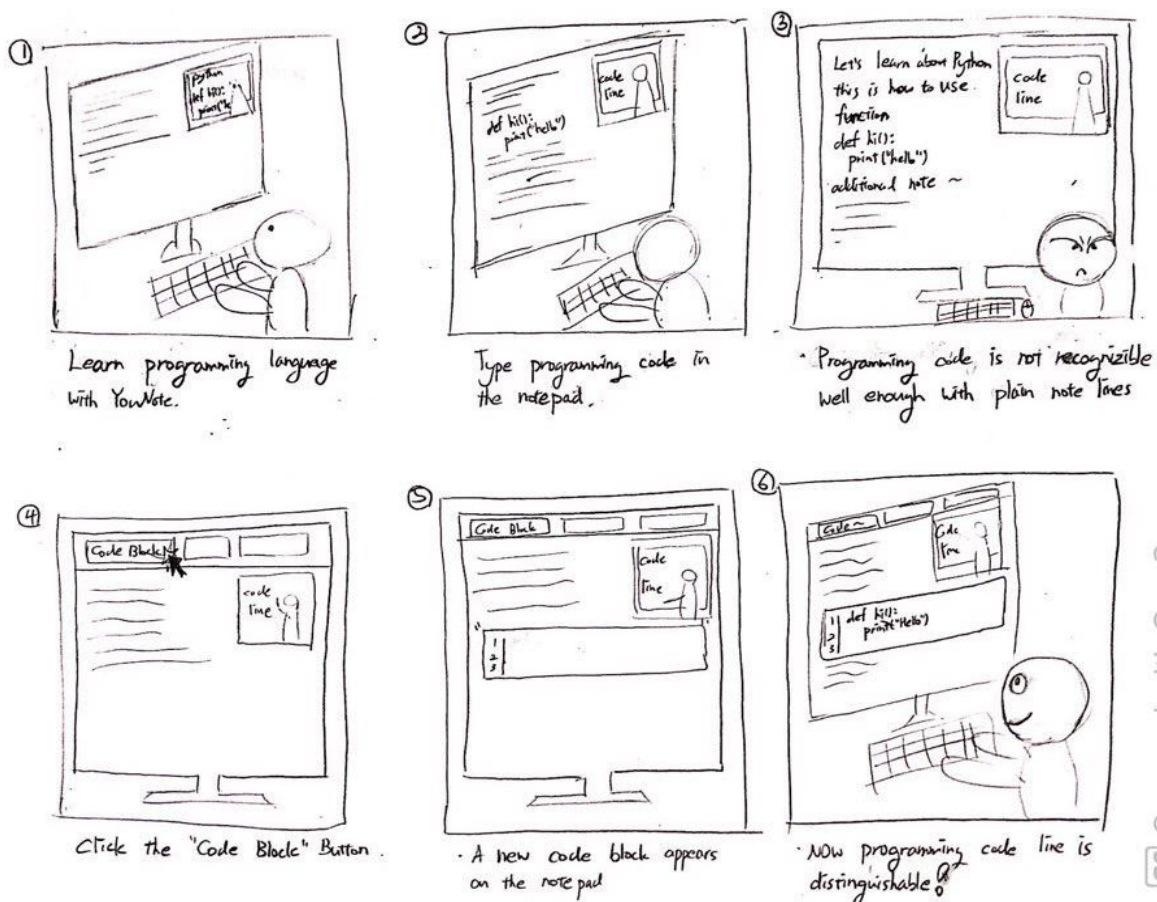 ①
python
def hi():
print("he
Learn programming language
with YouNote.
②
code
line
def hi():
print("hello")
Type programming code in
the notepad.
③
Let's learn about Python
this is how to use
function
def hi():
print("hello")
additional note ~
code
line
· Programming code is not recognizible
well enough with plain note lines
④
Code Block
code
line
Click the "Code Block" Button.
⑤
Code Block
code
line
1
2
3
· A new code block appears
on the notepad
⑥
Code~
Code
line
1 def hi():
2 print("Hello")
3
· Now programming code line is
distinguishable!